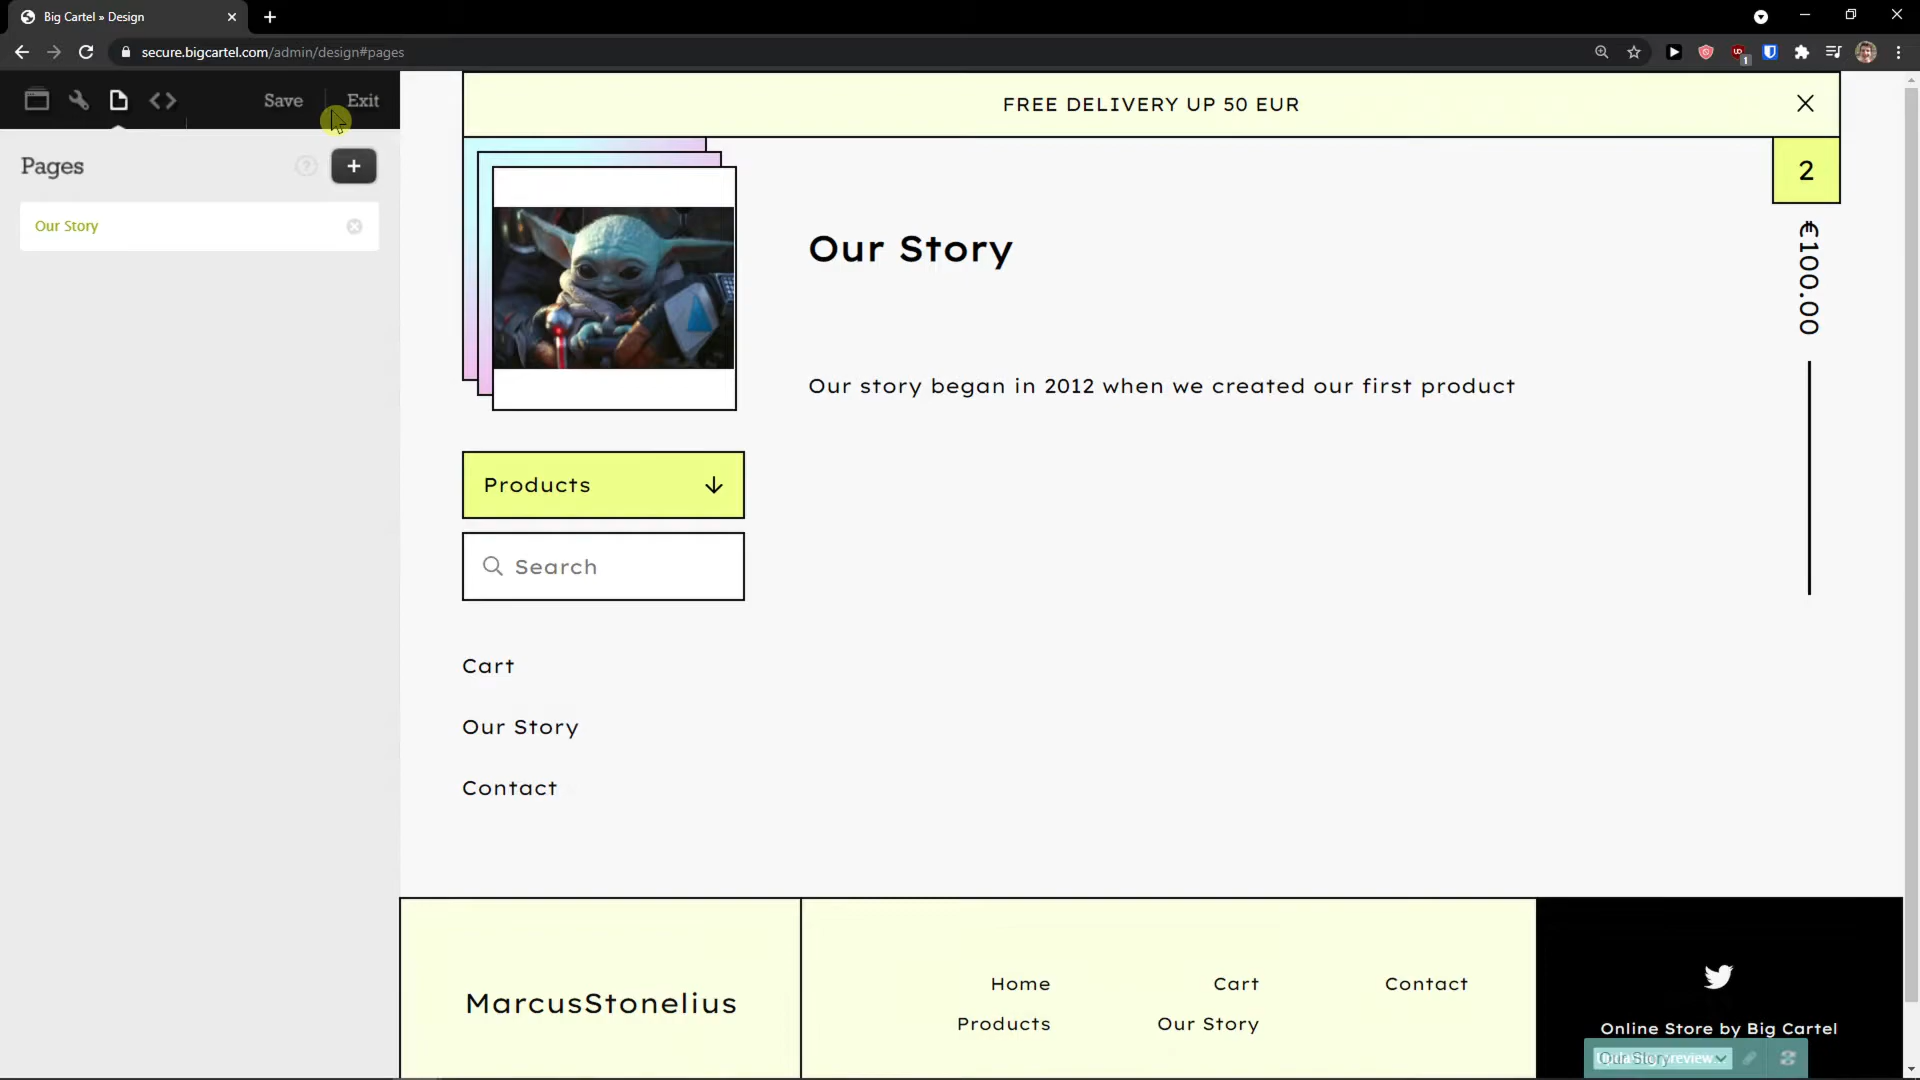 Big Cartel » Design
secure.bigcartel.com/admin/design#pages
UD
1
Save
Exit
Pages
?
+
Our Story
FREE DELIVERY UP 50 EUR
2
€100.00
Our Story
Our story began in 2012 when we created our first product
Products
Search
Cart
Our Story
Contact
MarcusStonelius
Home
Cart
Contact
Products
Our Story
Online Store by Big Cartel